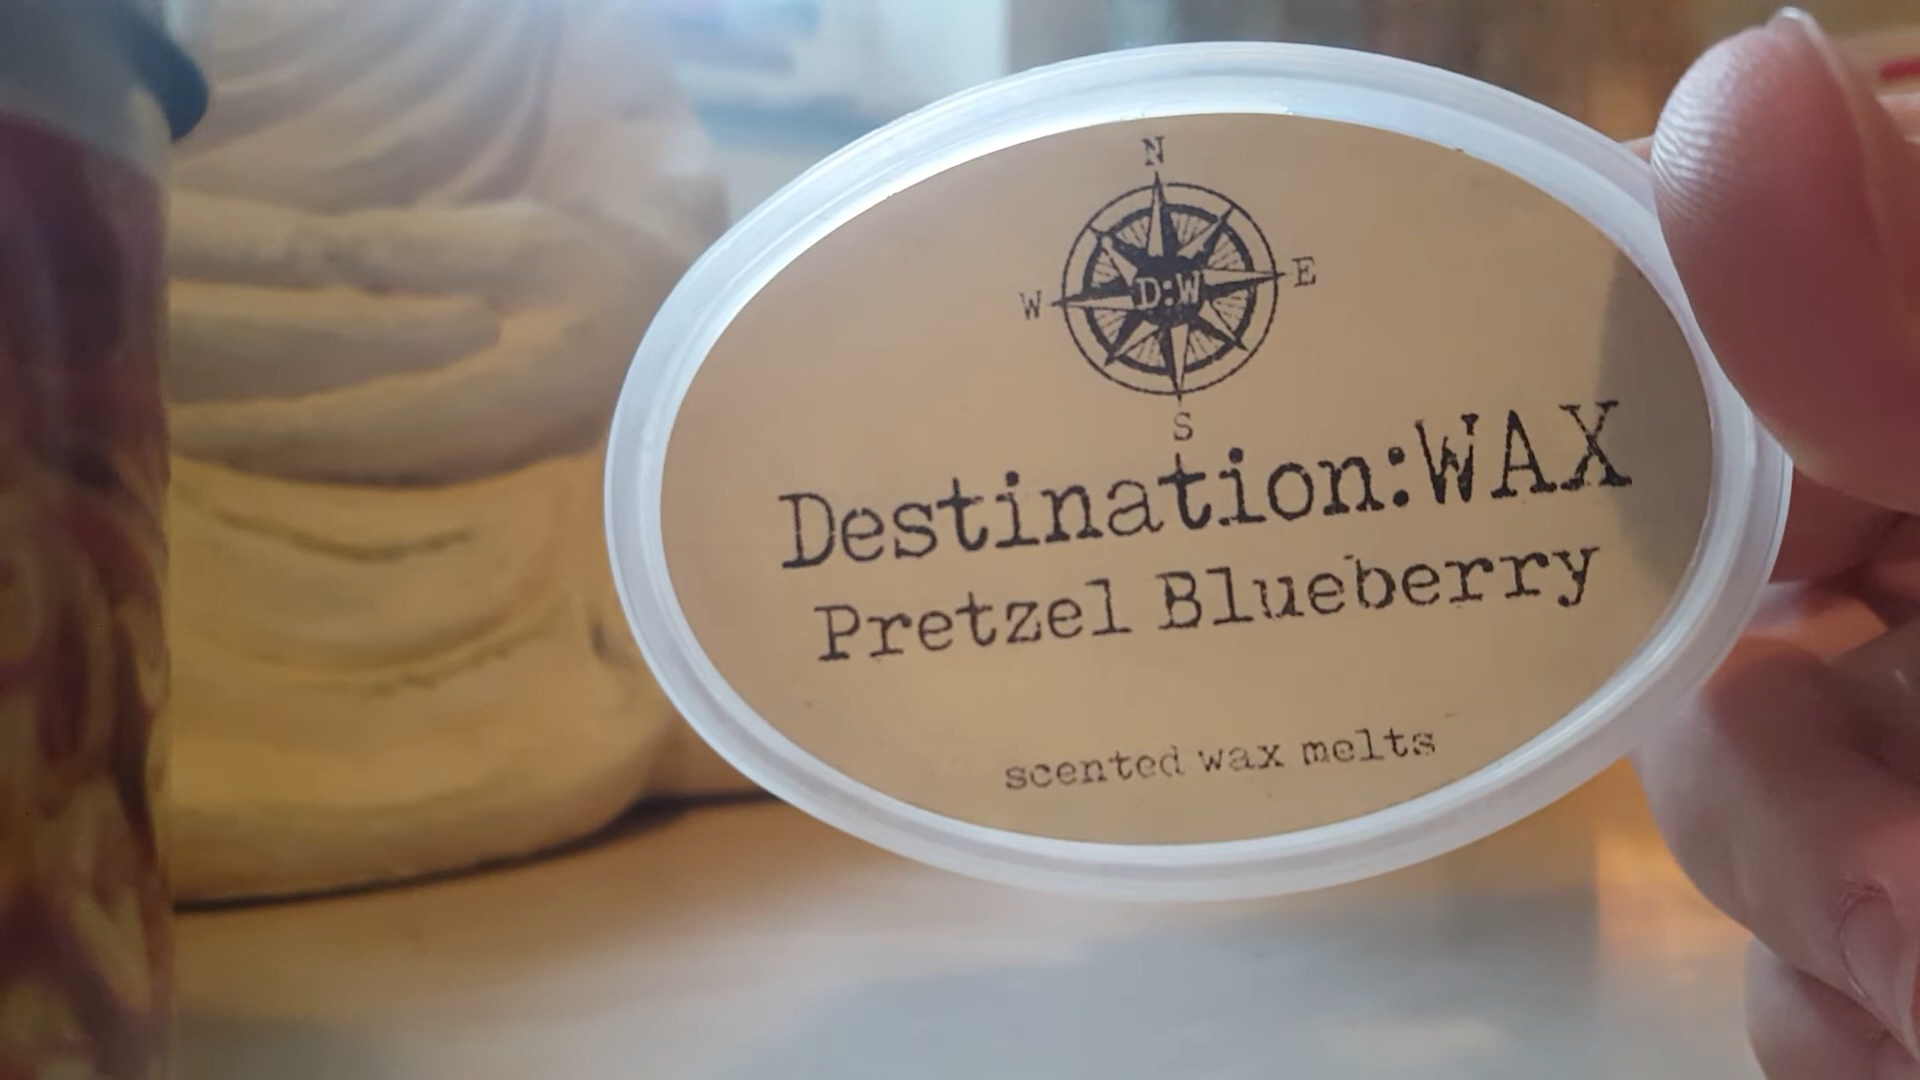 N
W D:W E
S
Destination:WAX
Pretzel Blueberry
scented wax melts